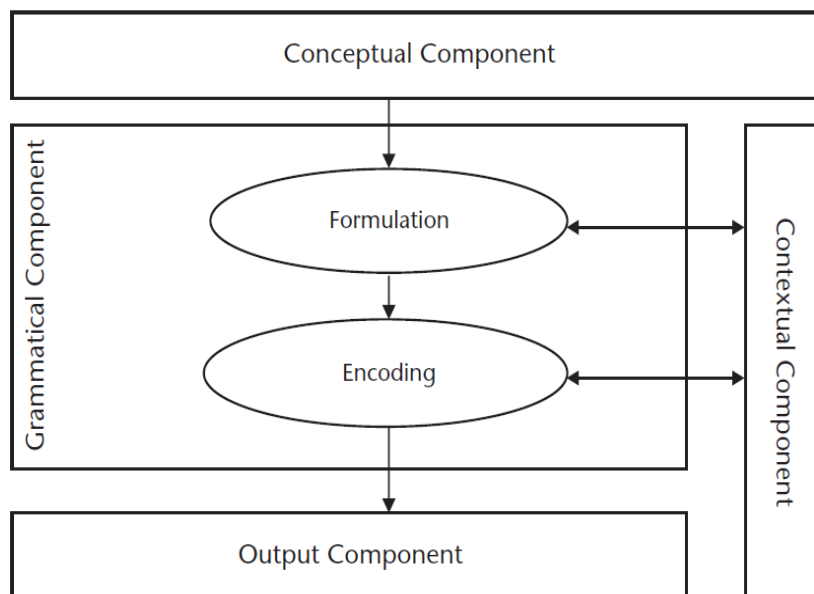 Conceptual Component
Grammatical Component
Formulation
Encoding
Contextual Component
Output Component